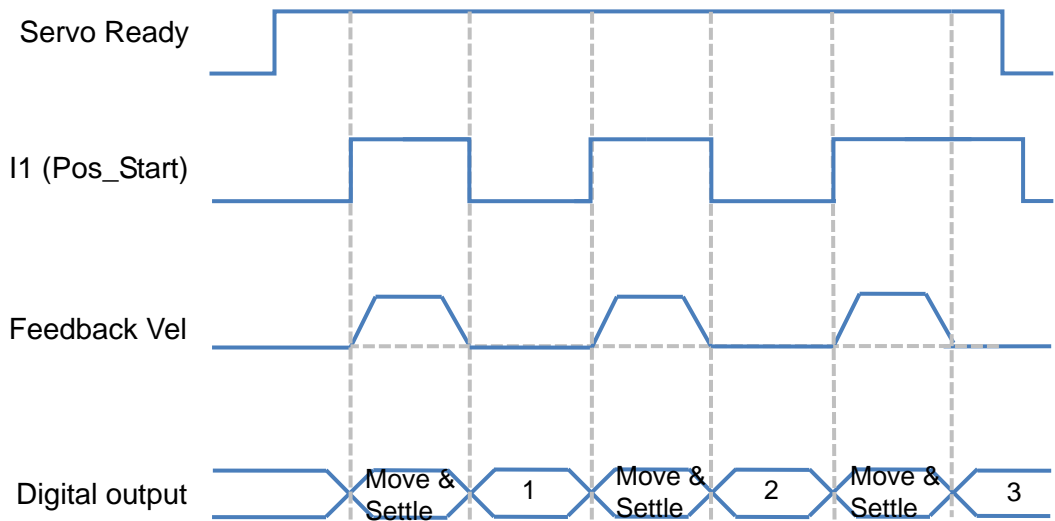 Servo Ready
I1 (Pos_Start)
Feedback Vel
Digital output
Move &
Settle
1
Move &
Settle
2
Move &
Settle
3